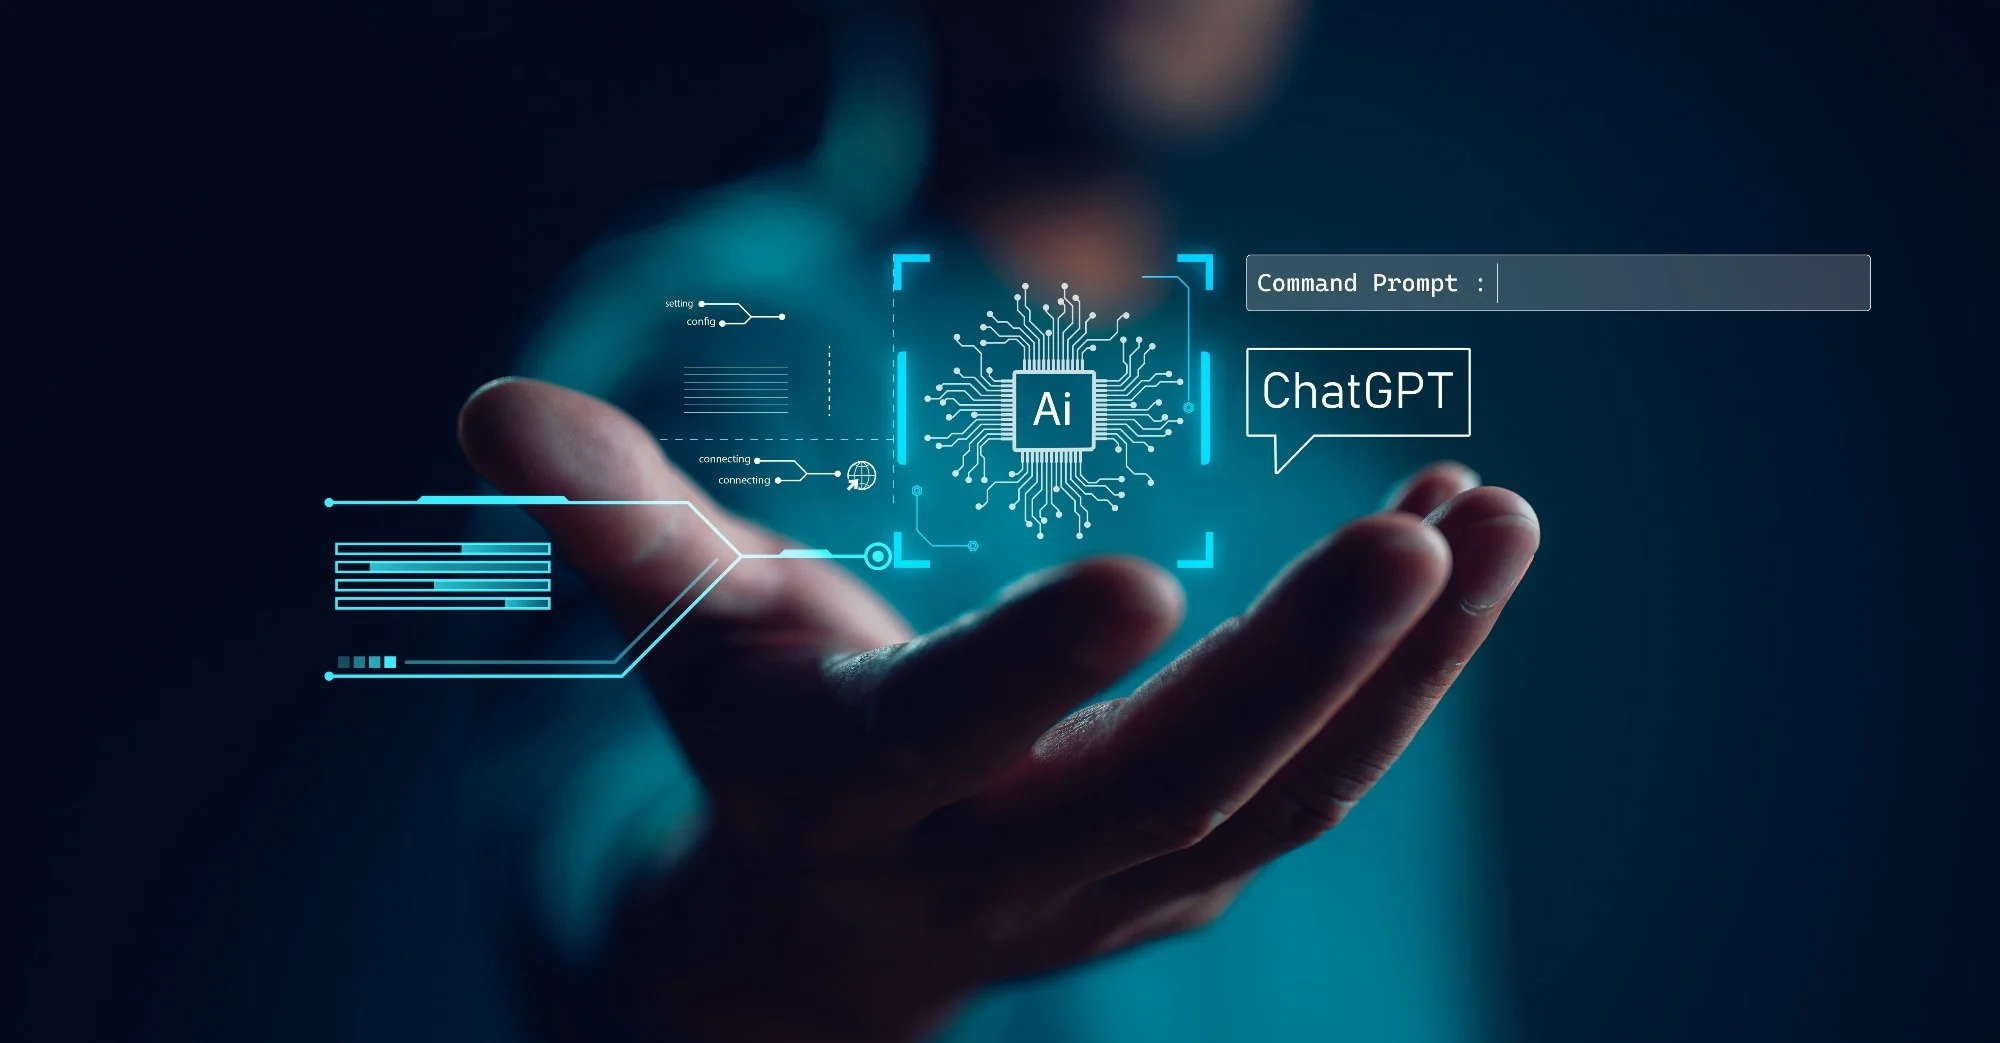 setting
config
connecting
connecting
Ai
Command Prompt :
ChatGPT